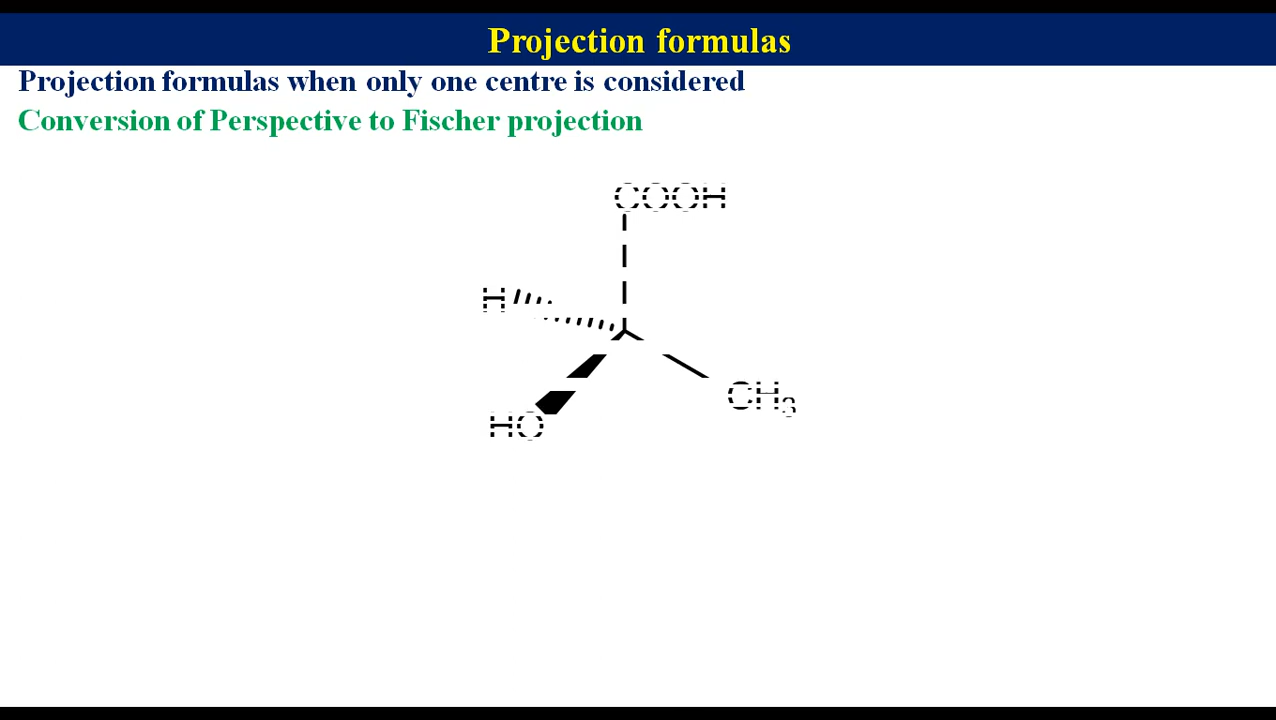 Projection formulas
Projection formulas when only one centre is considered
Conversion of Perspective to Fischer projection
COOH
H
CH₃
HO